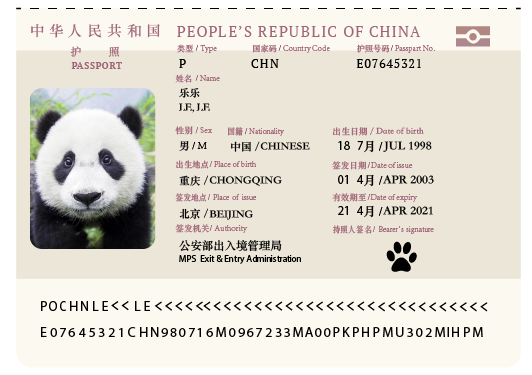 中华人民共和国 PEOPLE'S REPUBLIC OF CHINA
护 照
PASSPORT
类型 / Type 国家码 / Country Code 护照号码 / Passpart No.
P CHN E07645321
姓名 / Name
乐乐
LE, LE
性别 / Sex 国籍 / Nationality 出生日期 / Date of birth
男 / M 中国 /CHINESE 18 7月 /JUL 1998
出生地点/ Place of birth 签发日期/Date of issue
重庆 /CHONGQING 01 4月 /APR 2003
签发地点/ Place of issue 有效期至/Date of expiry
北京 /BEIJING 21 4月 /APR 2021
签发机关/ Authority 持照人签名/ Bearer's signature
公安部出入境管理局
MPS Exit & Entry Administration
POCHNLE<< LE <<<<<<<<<<<<<<<<<<<<<<<<<<<<<<
E07645321CHN980716M0967233MA00PKPHPMU302MIHPM